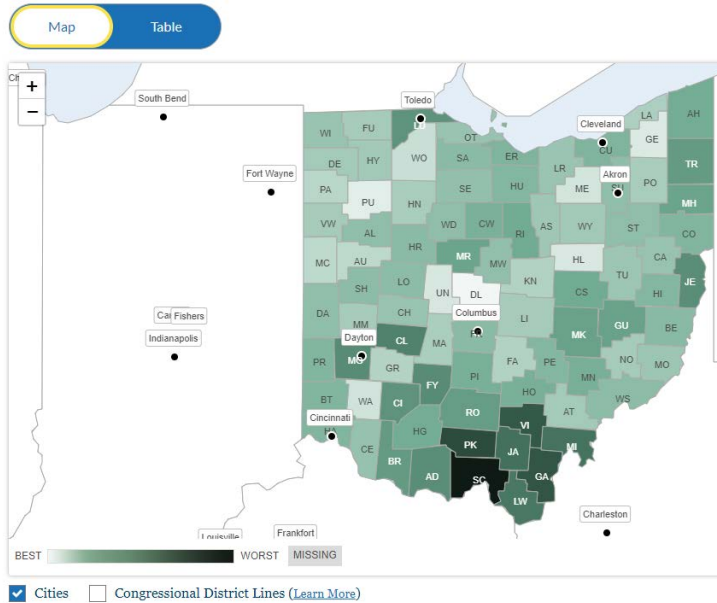 Map Table
Ch
+
−
South Bend
Toledo
Cleveland
LA AH
WI FU OT GE
WO CU
DE HY SA ER LR TR
Fort Wayne
Akron
PA PU SE HU ME PO
HN MH
VW AL WD CW RI AS WY ST CO
HR
MC AU MR MW HL TU CA JE
SH LO UN DL KN CS HI
DA CH Columbus LI
Fishers
MM GU BE
Indianapolis
Dayton CL MA MK
PR GR FA PE NO MO
FY PI MN
BT WA CI HO WS
Cincinnati
RO AT
HG VI
CE PK JA MI
BR AD SC GA
LW
Charleston
Louisville Frankfort
BEST WORST MISSING
Cities Congressional District Lines (Learn More)